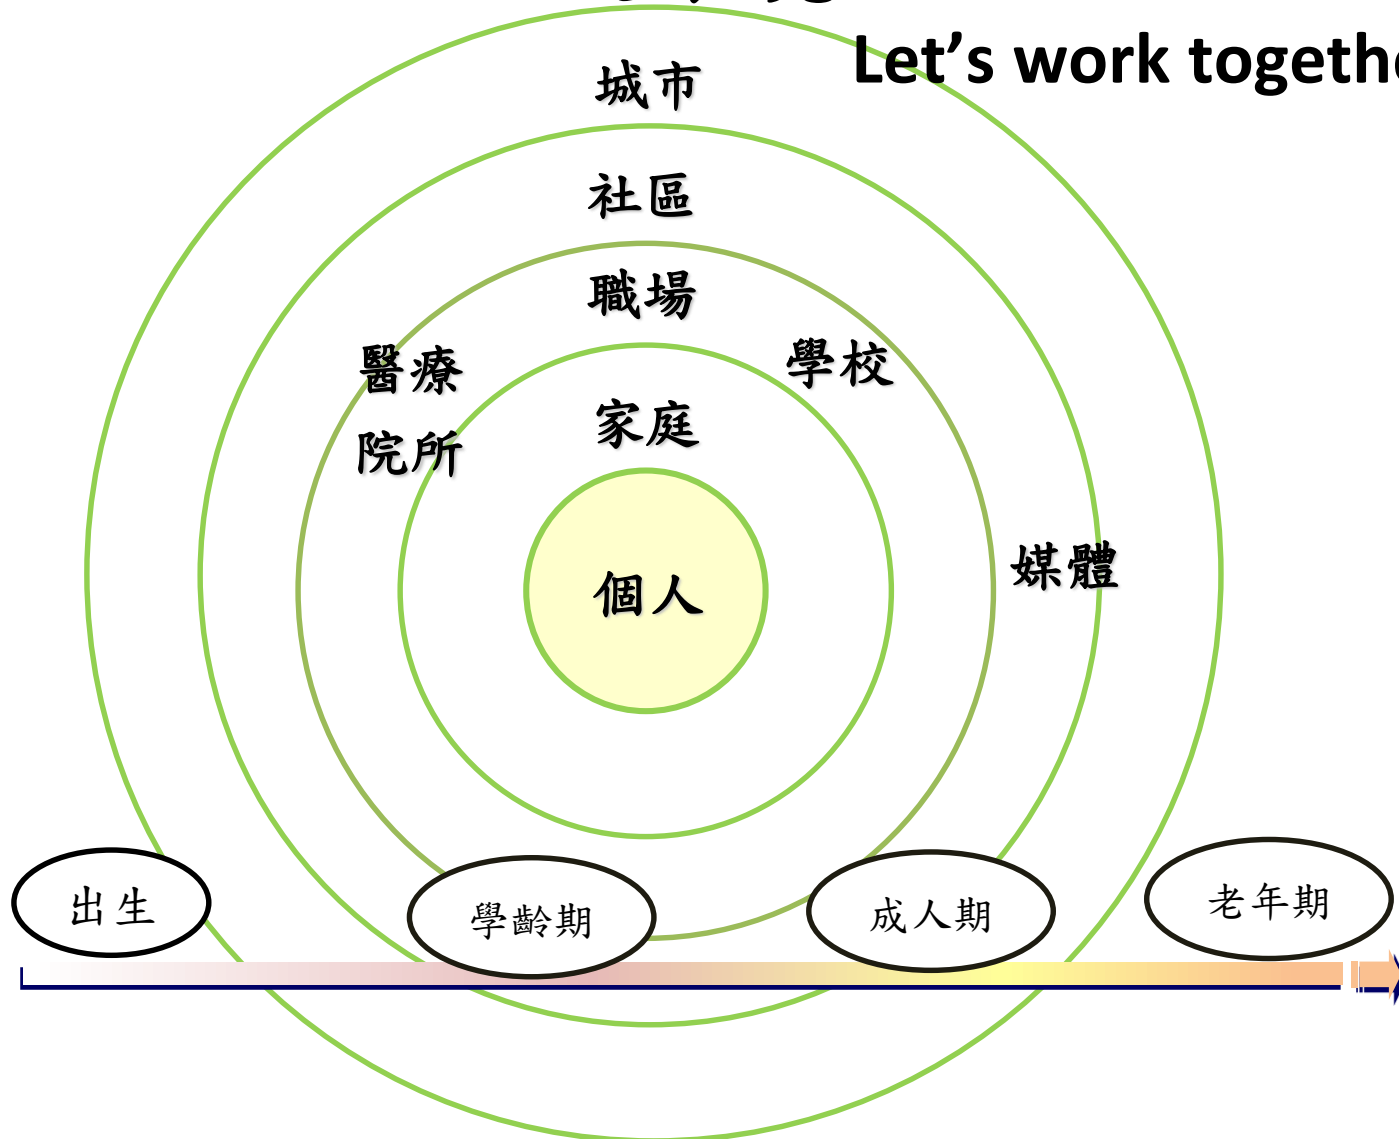 Let’s work togethe
城市
社區
職場
學校
醫療
院所
家庭
媒體
個人
出生
學齡期
成人期
老年期